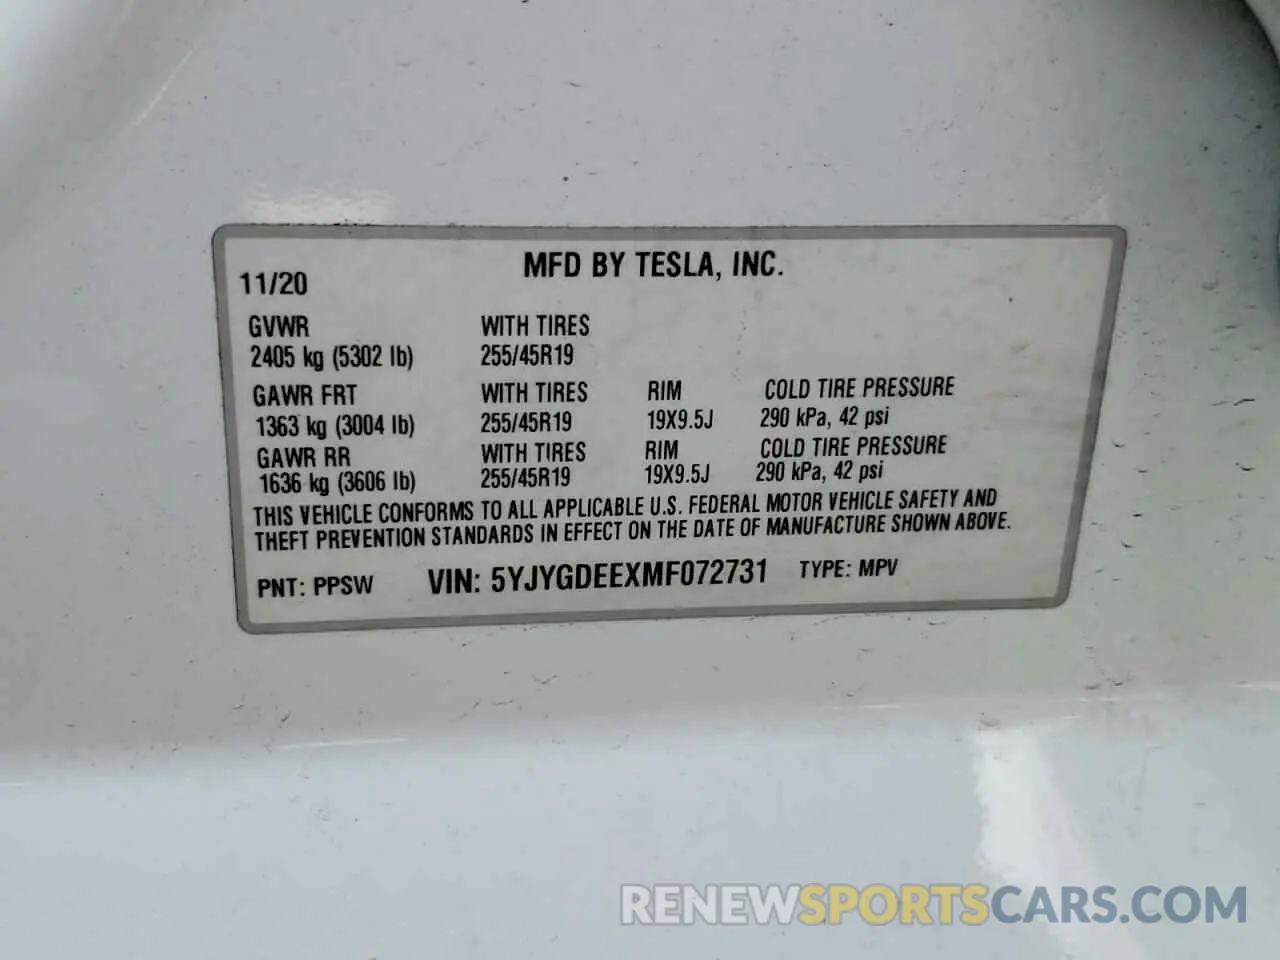 MFD BY TESLA, INC.
11/20
GVWR WITH TIRES
2405 kg (5302 lb) 255/45R19
GAWR FRT WITH TIRES RIM COLD TIRE PRESSURE
1363 kg (3004 lb) 255/45R19 19X9.5J 290 kPa, 42 psi
GAWR RR WITH TIRES RIM COLD TIRE PRESSURE
1636 kg (3606 lb) 255/45R19 19X9.5J 290 kPa, 42 psi
THIS VEHICLE CONFORMS TO ALL APPLICABLE U.S. FEDERAL MOTOR VEHICLE SAFETY AND
THEFT PREVENTION STANDARDS IN EFFECT ON THE DATE OF MANUFACTURE SHOWN ABOVE.
PNT: PPSW VIN: 5YJYGDEEXMF072731 TYPE: MPV
RENEWSPORTSCARS.COM